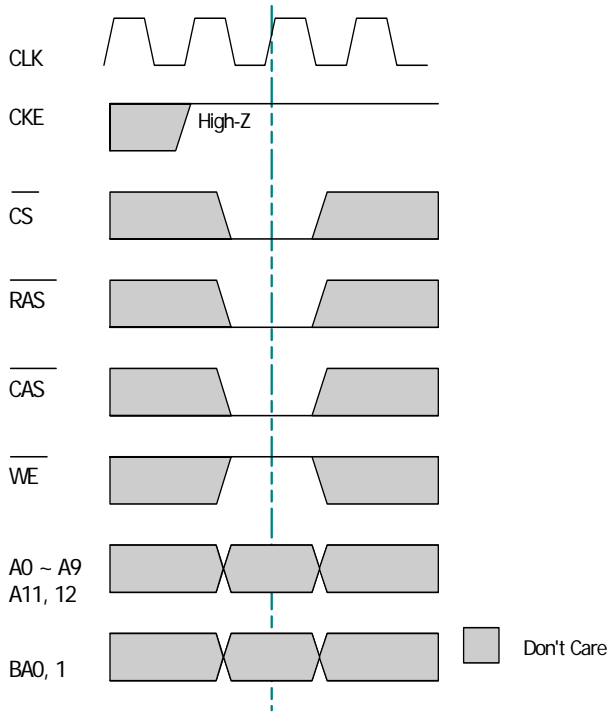 CLK
CKE
High-Z
CS
RAS
CAS
WE
A0 ~ A9
A11, 12
BA0, 1
Don't Care